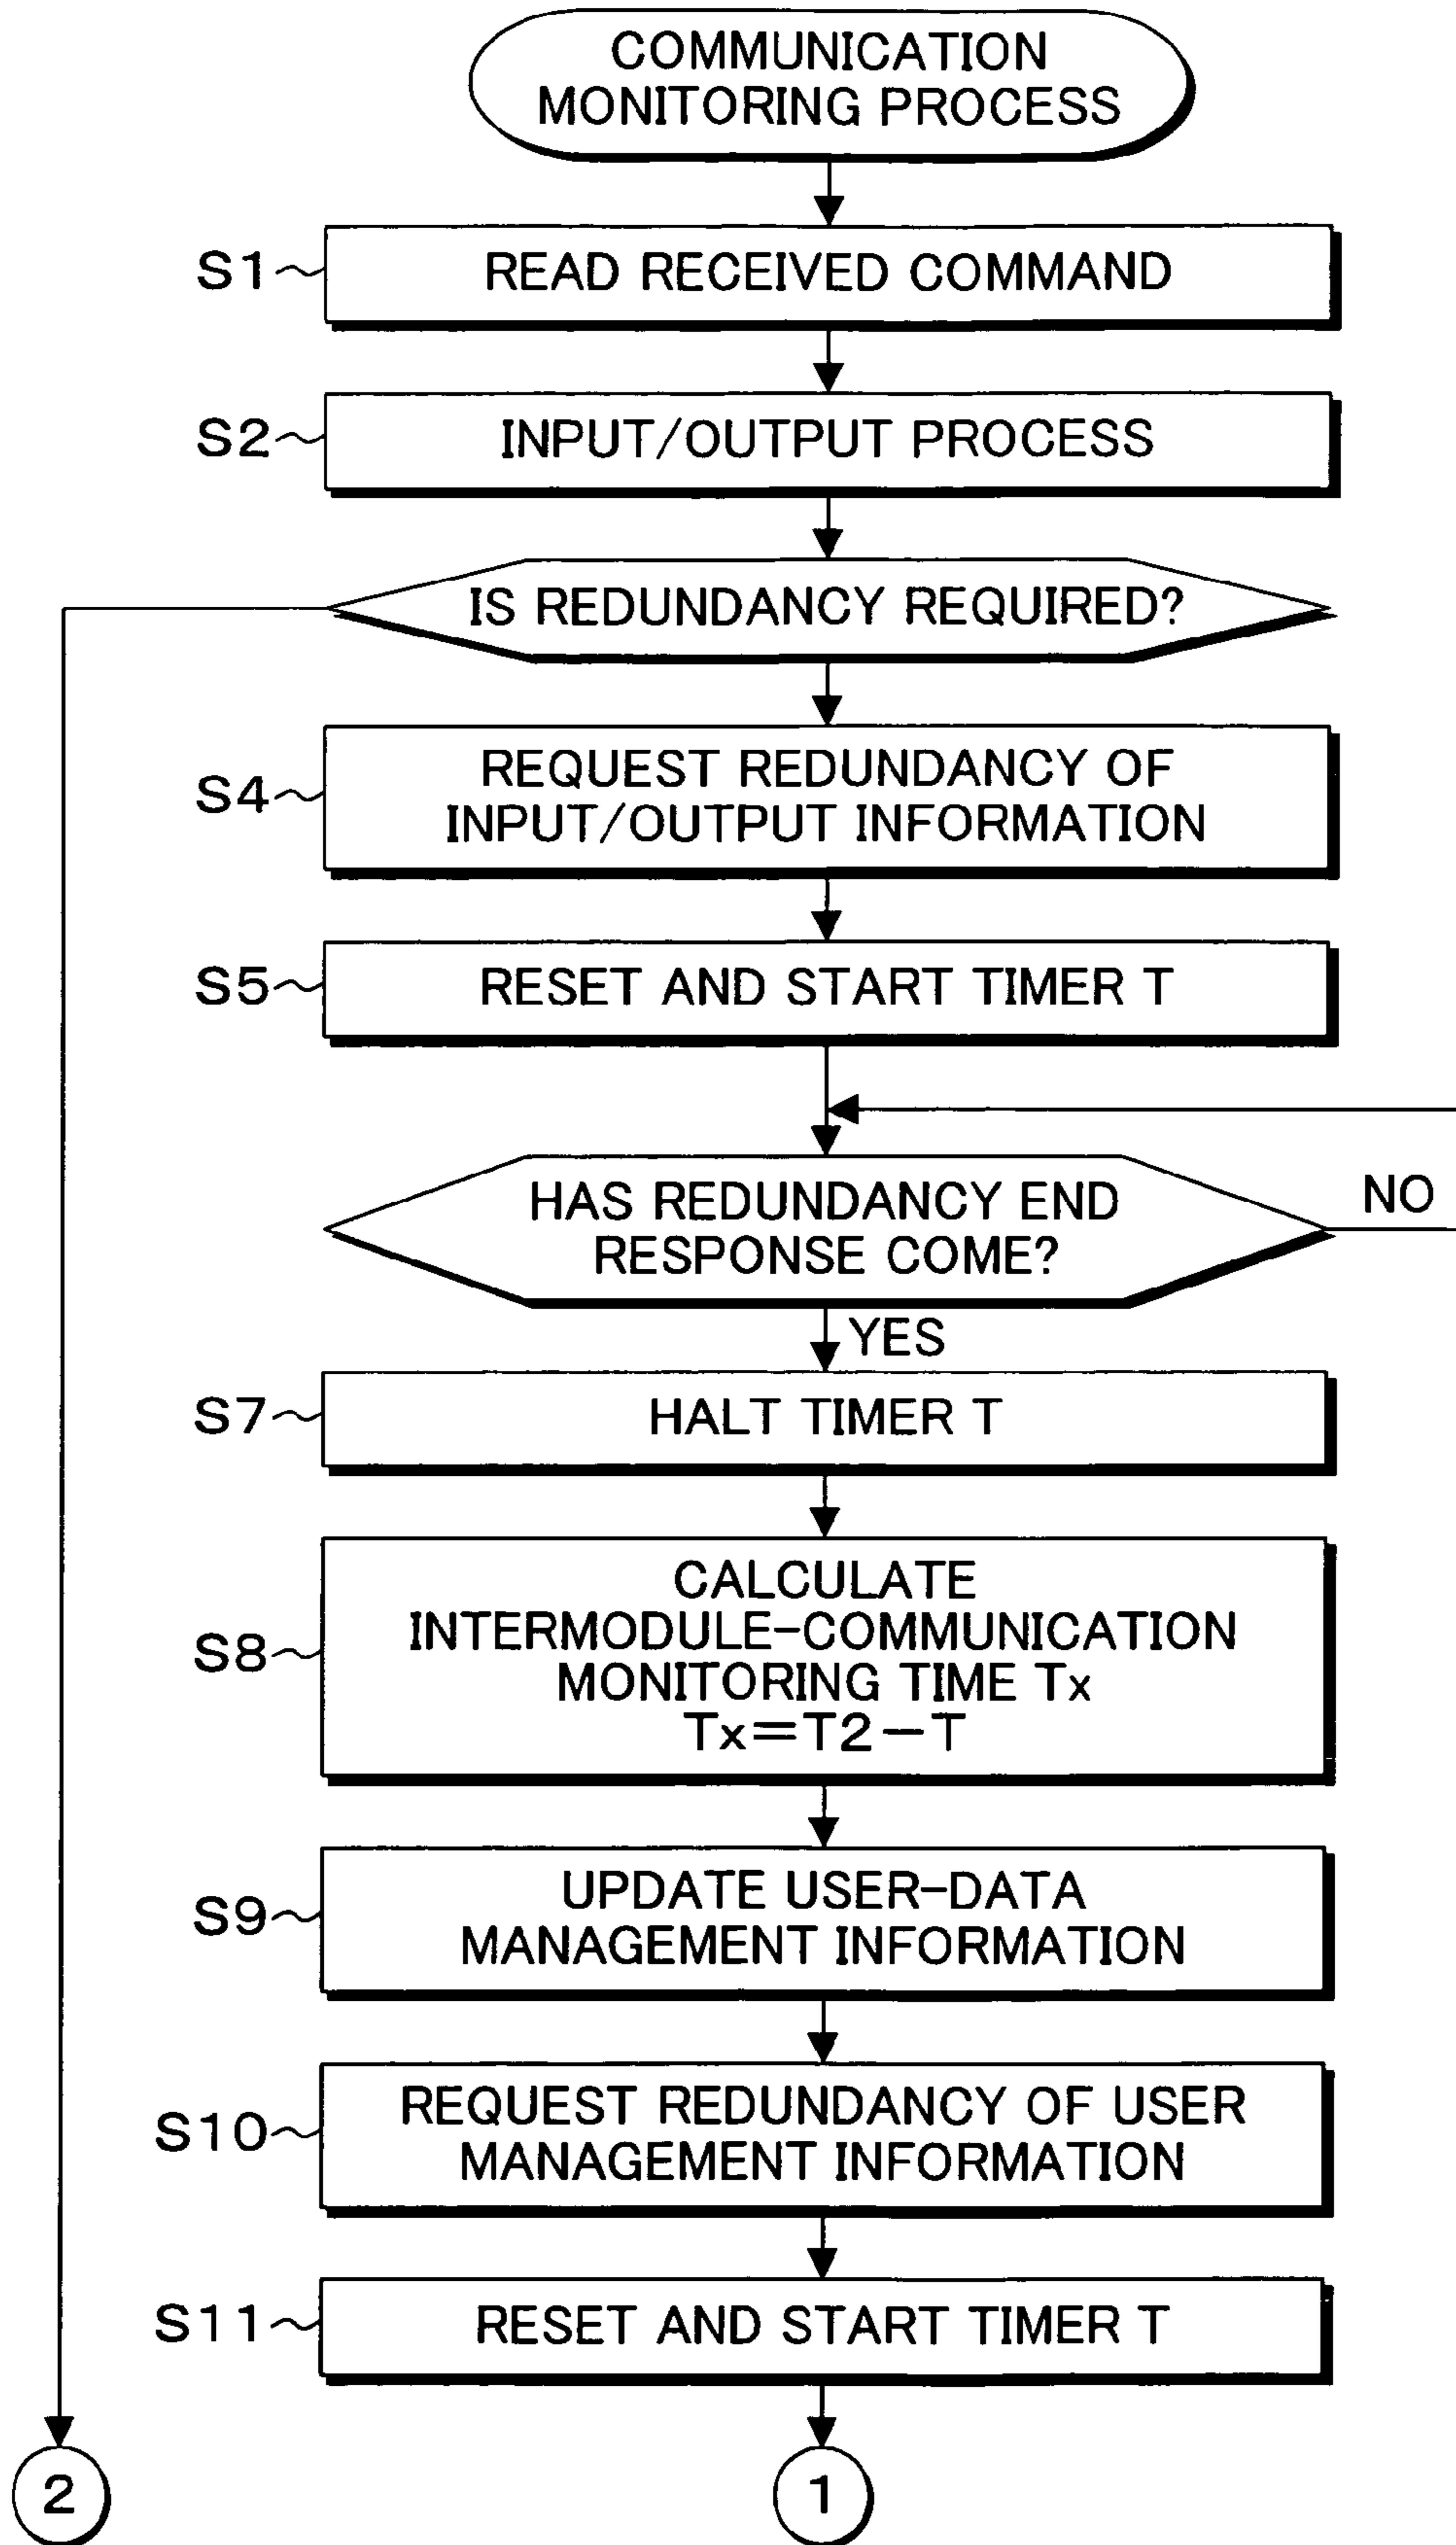 COMMUNICATION
MONITORING PROCESS
S1
READ RECEIVED COMMAND
S2
INPUT/OUTPUT PROCESS
IS REDUNDANCY REQUIRED?
S4
REQUEST REDUNDANCY OF
INPUT/OUTPUT INFORMATION
S5
RESET AND START TIMER T
HAS REDUNDANCY END
RESPONSE COME?
NO
YES
S7
HALT TIMER T
S8
CALCULATE
INTERMODULE-COMMUNICATION
MONITORING TIME Tx
Tx=T2-T
S9
UPDATE USER-DATA
MANAGEMENT INFORMATION
S10
REQUEST REDUNDANCY OF USER
MANAGEMENT INFORMATION
S11
RESET AND START TIMER T
2
1